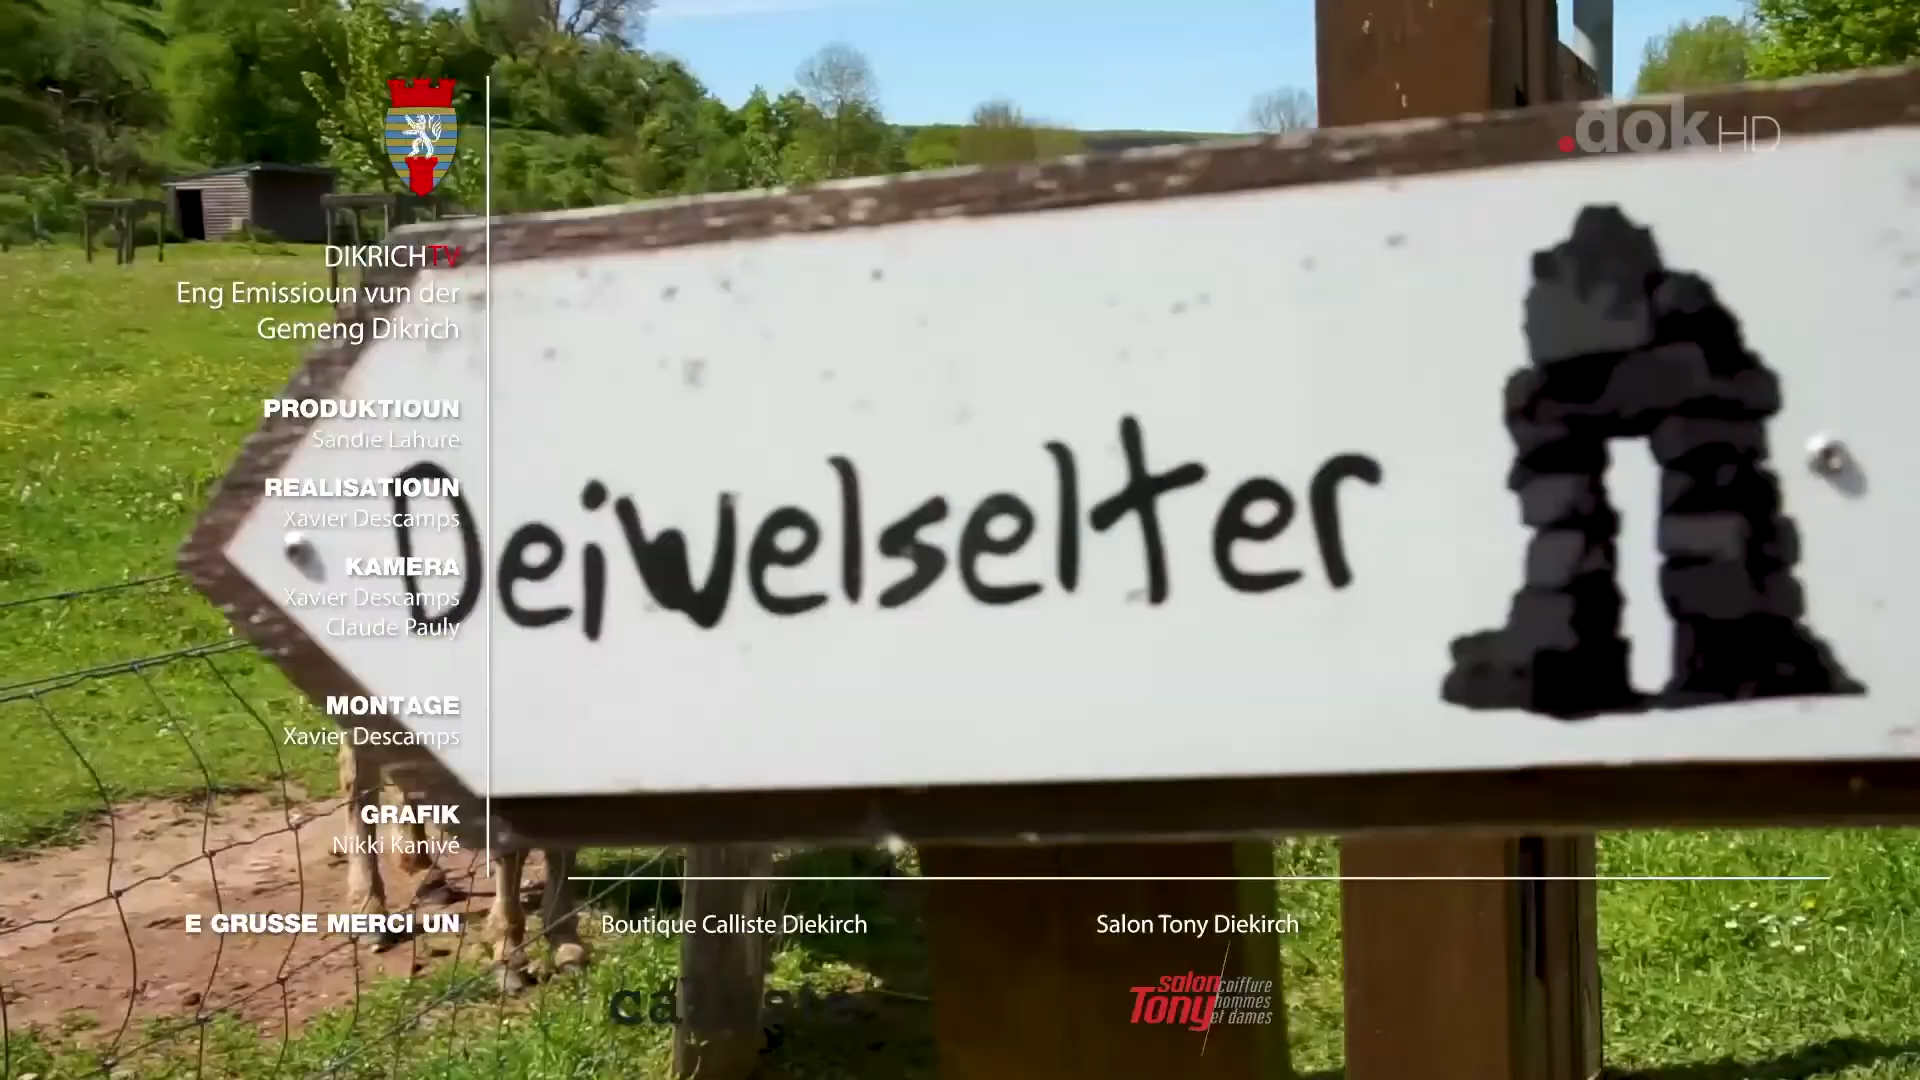 .dok HD
DIKRICHTV
Eng Emissioun vun der
Gemeng Dikrich
PRODUKTIOUN
Sandie Lahure
REALISATIOUN
Xavier Descamps
KAMERA
Xavier Descamps
Claude Pauly
MONTAGE
Xavier Descamps
GRAFIK
Nikki Kanivé
Deiwelselter
E GRUSSE MERCI UN
Boutique Calliste Diekirch
Salon Tony Diekirch
salon
Tony
coiffure
hommes
et dames